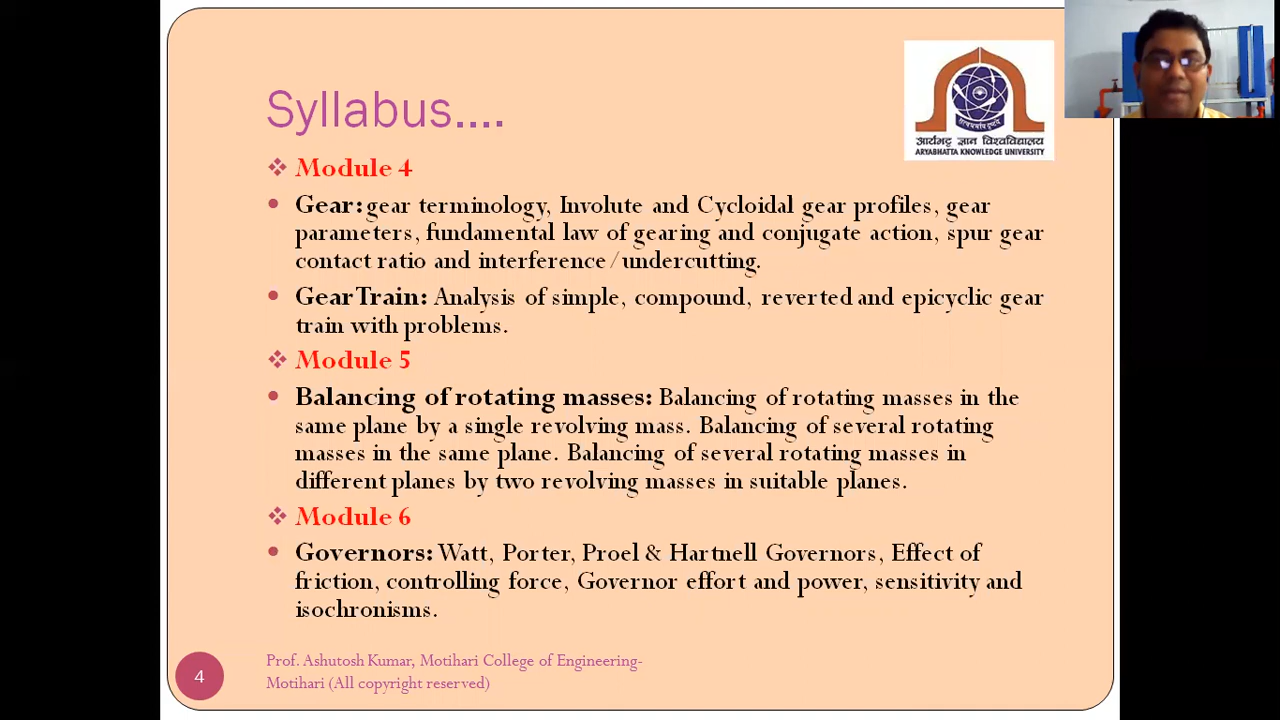 Syllabus....
❖ Module 4
• Gear: gear terminology, Involute and Cycloidal gear profiles, gear
parameters, fundamental law of gearing and conjugate action, spur gear
contact ratio and interference/undercutting.
• Gear Train: Analysis of simple, compound, reverted and epicyclic gear
train with problems.
❖ Module 5
• Balancing of rotating masses: Balancing of rotating masses in the
same plane by a single revolving mass. Balancing of several rotating
masses in the same plane. Balancing of several rotating masses in
different planes by two revolving masses in suitable planes.
❖ Module 6
• Governors: Watt, Porter, Proel & Hartnell Governors, Effect of
friction, controlling force, Governor effort and power, sensitivity and
isochronisms.
आर्यभट्ट ज्ञान विश्वविद्यालय
ARYABHATTA KNOWLEDGE UNIVERSITY
Prof. Ashutosh Kumar, Motihari College of Engineering-
Motihari (All copyright reserved)
4